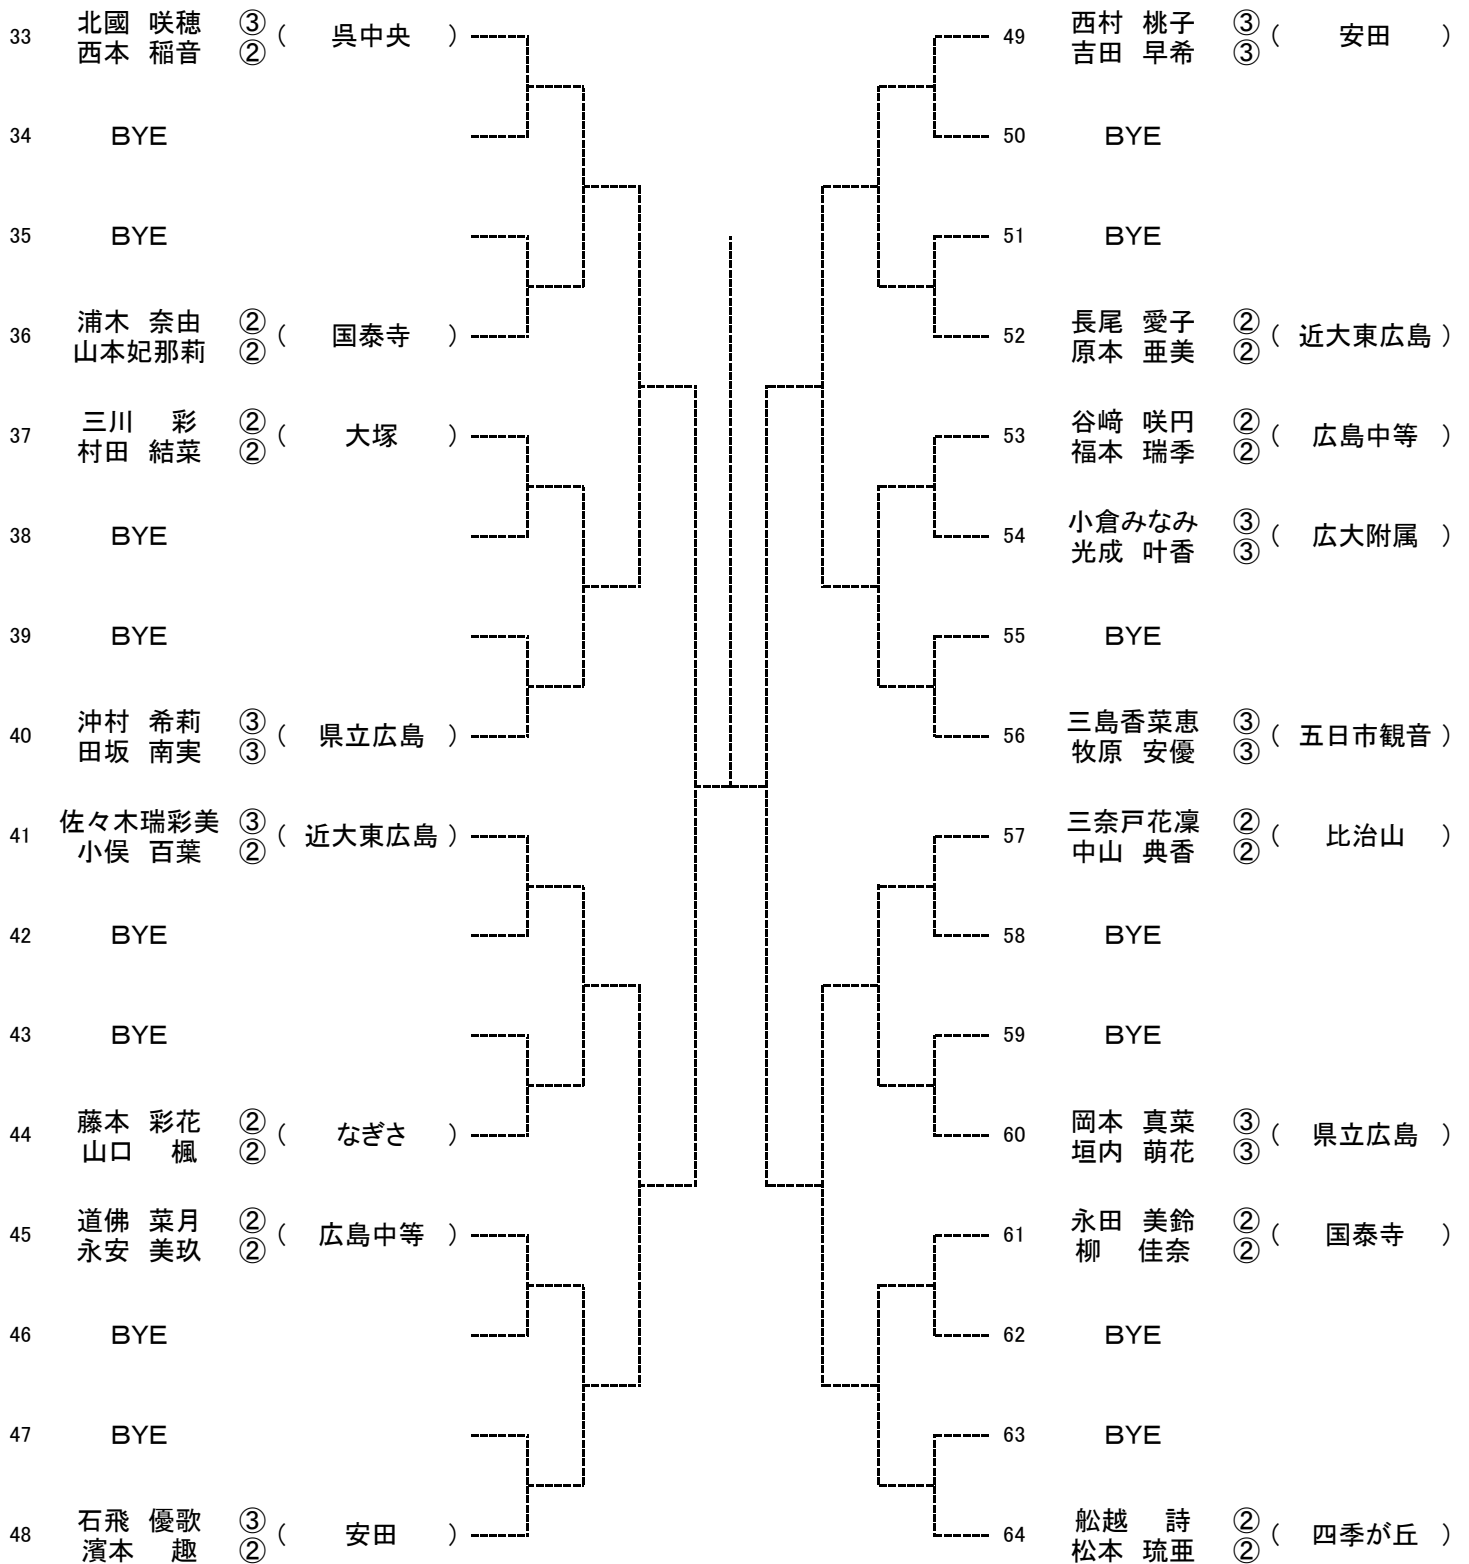 33 北國 咲穂 ③ ( 呉中央 )
西本 稲音 ②
34 BYE
35 BYE
36 浦木 奈由 ② ( 国泰寺 )
山本妃那莉 ②
37 三川 彩 ② ( 大塚 )
村田 結菜 ②
38 BYE
39 BYE
40 沖村 希莉 ③ ( 県立広島 )
田坂 南実 ③
41 佐々木瑞彩美 ③ ( 近大東広島 )
小俣 百葉 ②
42 BYE
43 BYE
44 藤本 彩花 ② ( なぎさ )
山口 楓 ②
45 道佛 菜月 ② ( 広島中等 )
永安 美玖 ②
46 BYE
47 BYE
48 石飛 優歌 ③ ( 安田 )
濱本 趣 ②
49 西村 桃子 ③ ( 安田 )
吉田 早希 ③
50 BYE
51 BYE
52 長尾 愛子 ② ( 近大東広島 )
原本 亜美 ②
53 谷﨑 咲円 ② ( 広島中等 )
福本 瑞季 ②
54 小倉みなみ ③ ( 広大附属 )
光成 叶香 ③
55 BYE
56 三島香菜恵 ③ ( 五日市観音 )
牧原 安優 ③
57 三奈戸花凜 ② ( 比治山 )
中山 典香 ②
58 BYE
59 BYE
60 岡本 真菜 ③ ( 県立広島 )
垣内 萌花 ③
61 永田 美鈴 ② ( 国泰寺 )
柳 佳奈 ②
62 BYE
63 BYE
64 舩越 詩 ② ( 四季が丘 )
松本 琉亜 ②